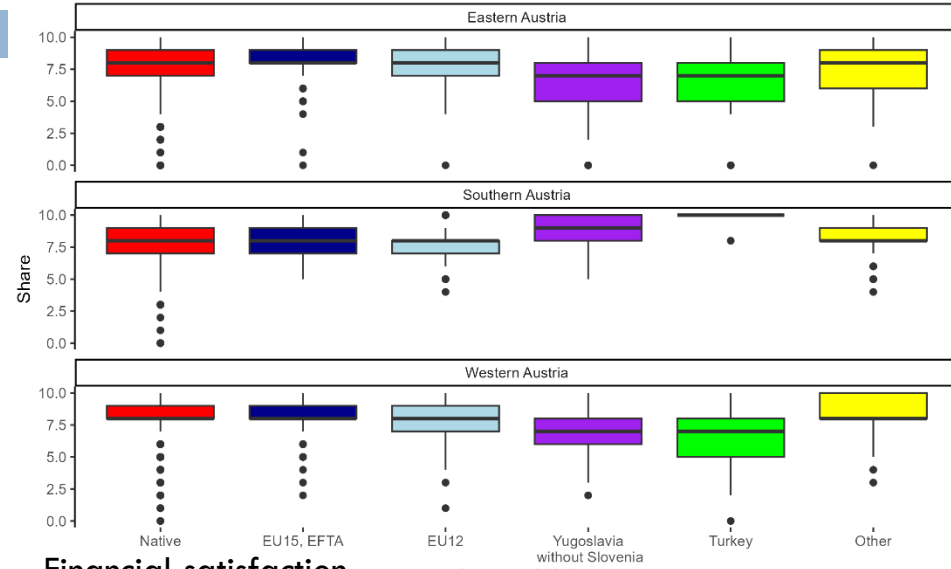 Eastern Austria
10.0
7.5
5.0
2.5
0.0
Southern Austria
10.0
7.5
5.0
2.5
0.0
Share
Western Austria
10.0
7.5
5.0
2.5
0.0
Native
EU15, EFTA
EU12
Yugoslavia
without Slovenia
Turkey
Other
Financial satisfaction